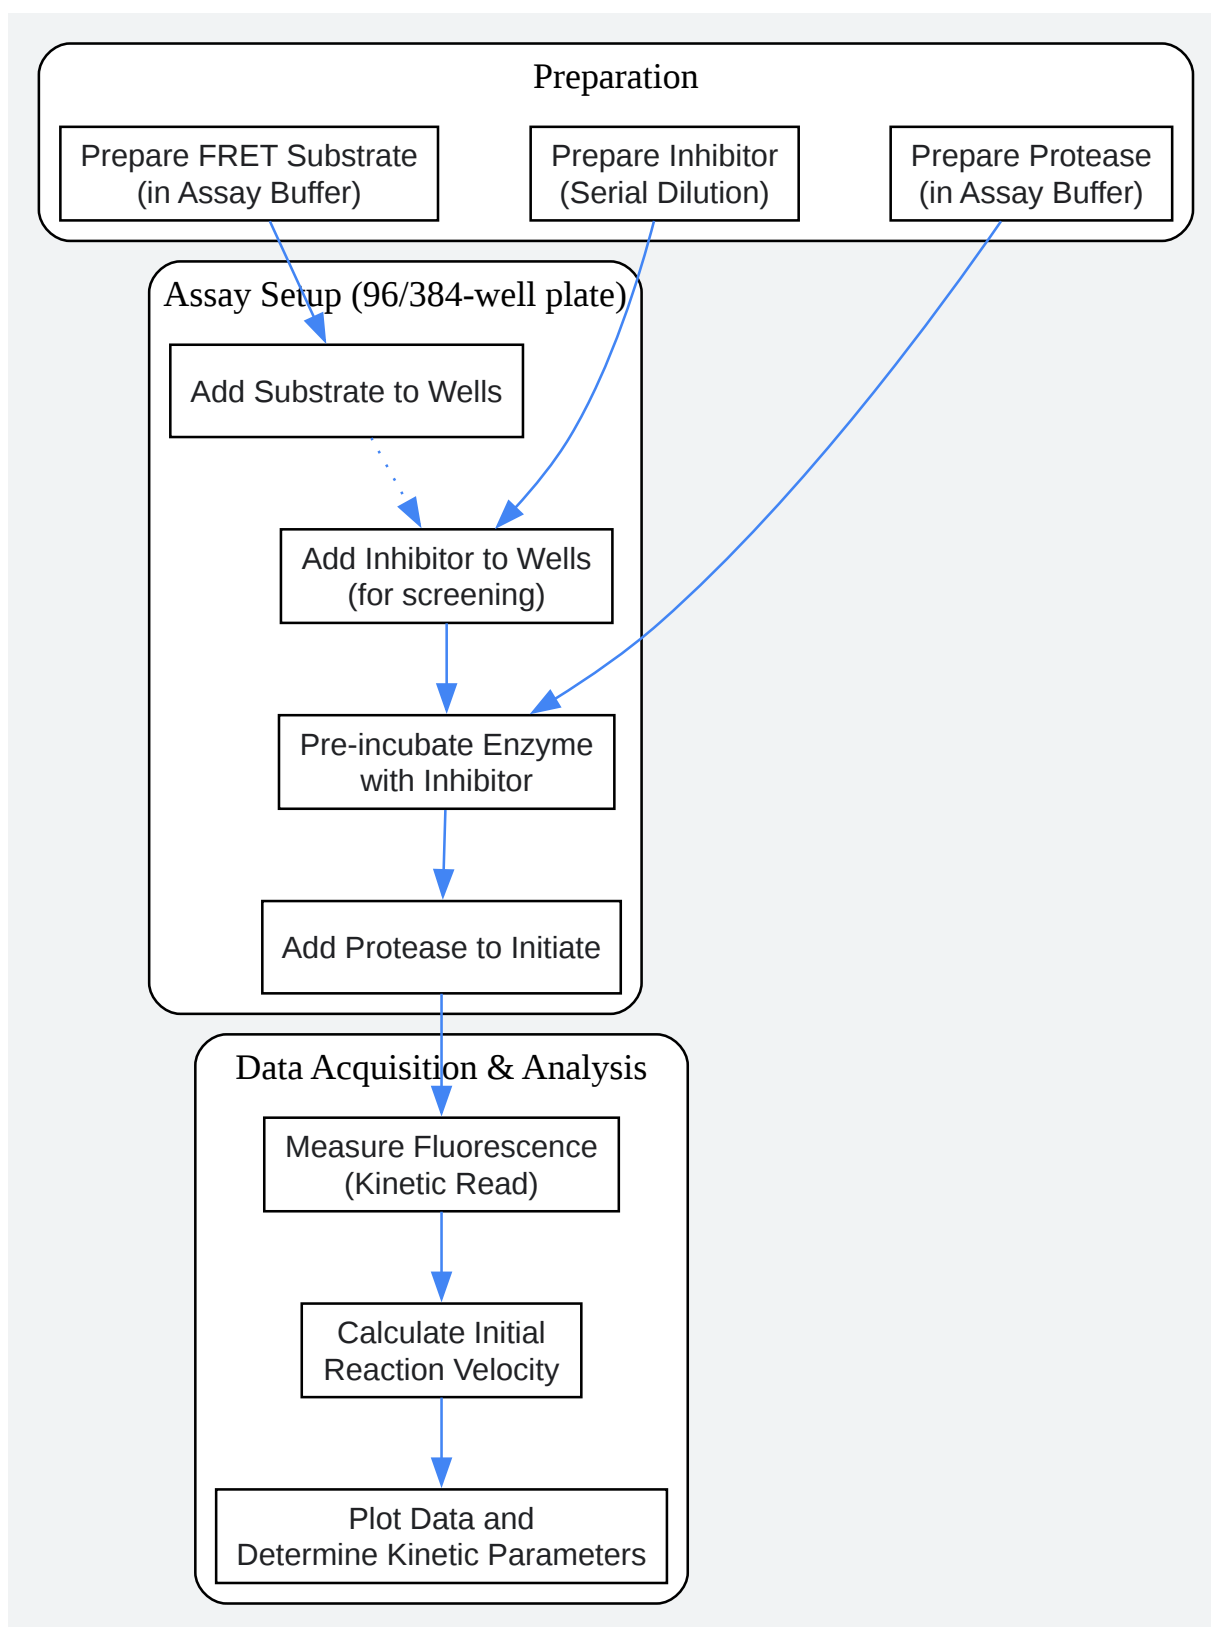 Preparation
Prepare FRET Substrate
(in Assay Buffer)
Prepare Inhibitor
(Serial Dilution)
Prepare Protease
(in Assay Buffer)
Assay Setup (96/384-well plate)
Add Substrate to Wells
Add Inhibitor to Wells
(for screening)
Pre-incubate Enzyme
with Inhibitor
Add Protease to Initiate
Data Acquisition & Analysis
Measure Fluorescence
(Kinetic Read)
Calculate Initial
Reaction Velocity
Plot Data and
Determine Kinetic Parameters